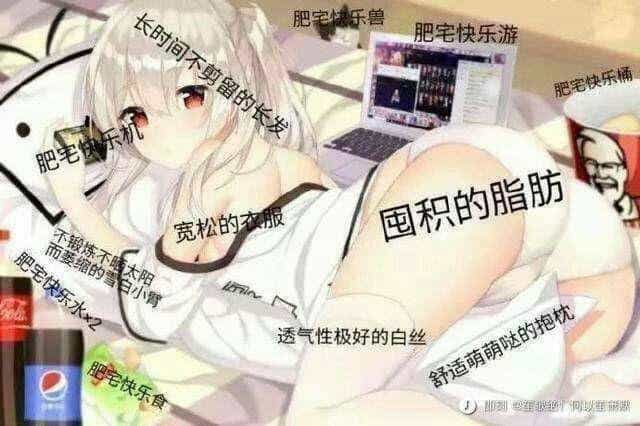 肥宅快乐兽
长时间不剪留的长发
肥宅快乐游
肥宅快乐桶
肥宅快乐机
囤积的脂肪
宽松的衣服
不锻炼不晒太阳
而萎缩的雪白小臂
肥宅快乐水×2
透气性极好的白丝
舒适萌萌哒的抱枕
肥宅快乐食
pepsi